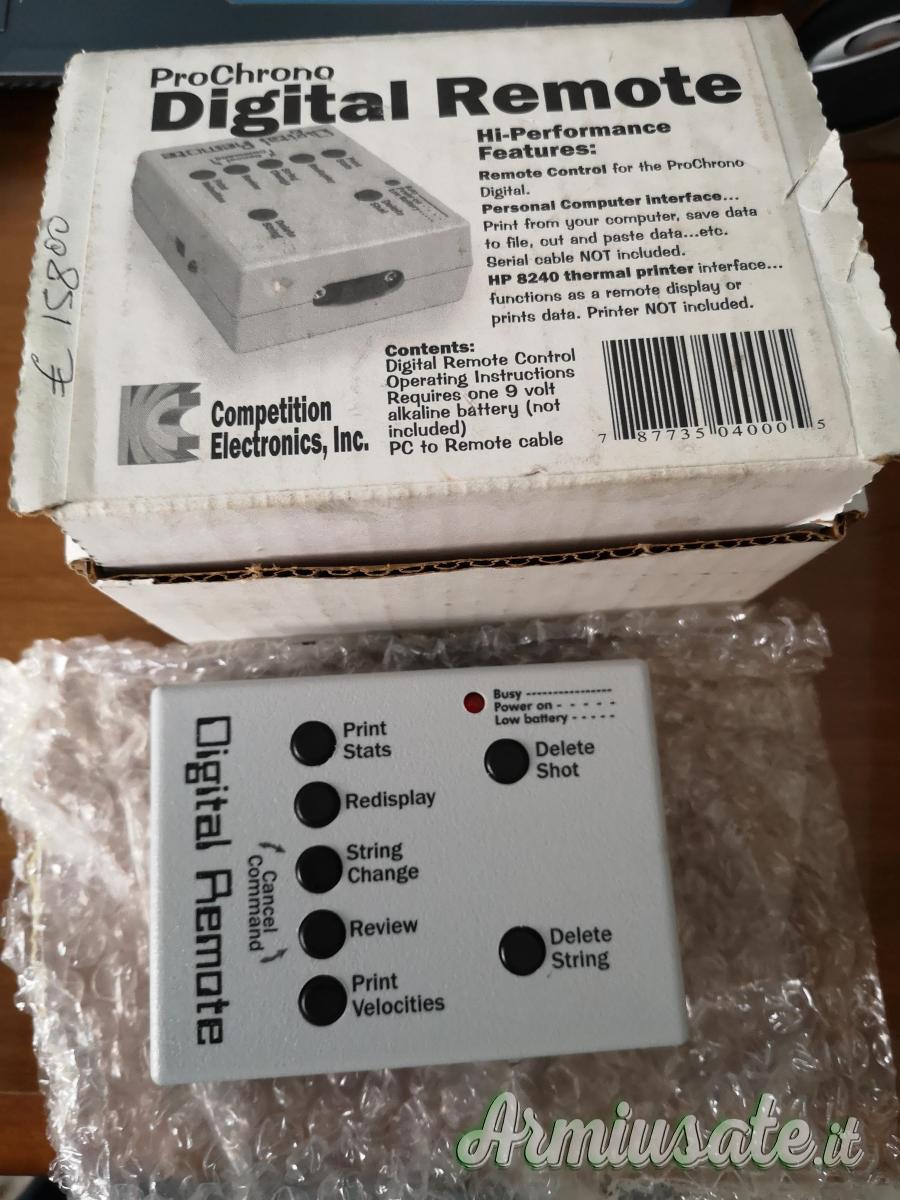 ProChrono
Digital Remote
Hi-Performance
Features:
Remote Control for the ProChrono
Digital.
Personal Computer interface...
Print from your computer, save data
to file, cut and paste data...etc.
Serial cable NOT included.
HP 8240 thermal printer interface...
functions as a remote display or
prints data. Printer NOT included.
Digital Remote
£ 15800
Contents:
Digital Remote Control
Operating Instructions
Requires one 9 volt
alkaline battery (not
included)
PC to Remote cable
Competition
Electronics, Inc.
7 87735 04000 5
Digital Remote
Busy
Power on
Low battery
Print
Stats
Delete
Shot
Redisplay
String
Change
Cancel
Command
Review
Delete
String
Print
Velocities
Armiusate.it